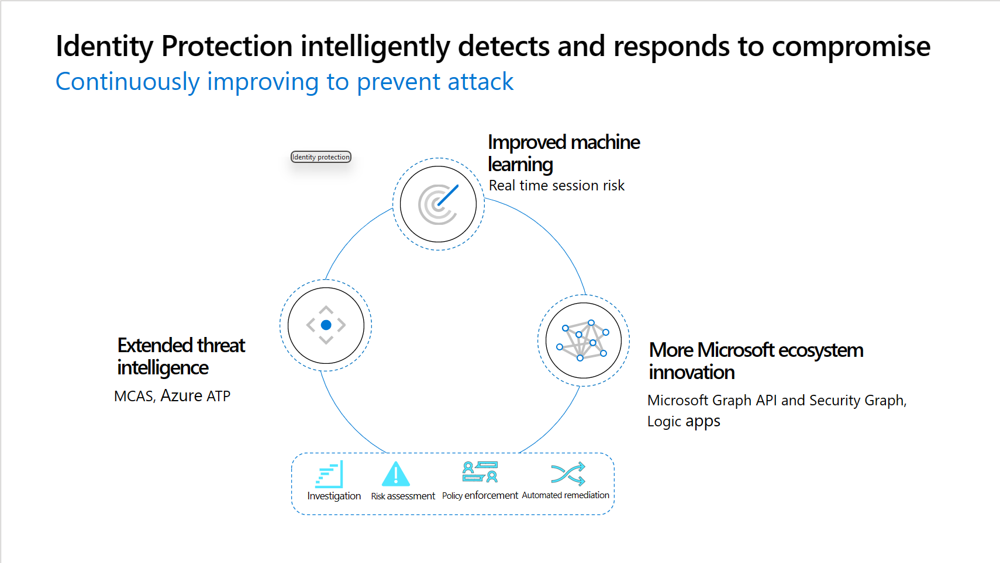 Identity Protection intelligently detects and responds to compromise
Continuously improving to prevent attack
Identity protection
Improved machine
learning
Real time session risk
Extended threat
intelligence
MCAS, Azure ATP
More Microsoft ecosystem
innovation
Microsoft Graph API and Security Graph,
Logic apps
Investigation
Risk assessment
Policy enforcement
Automated remediation